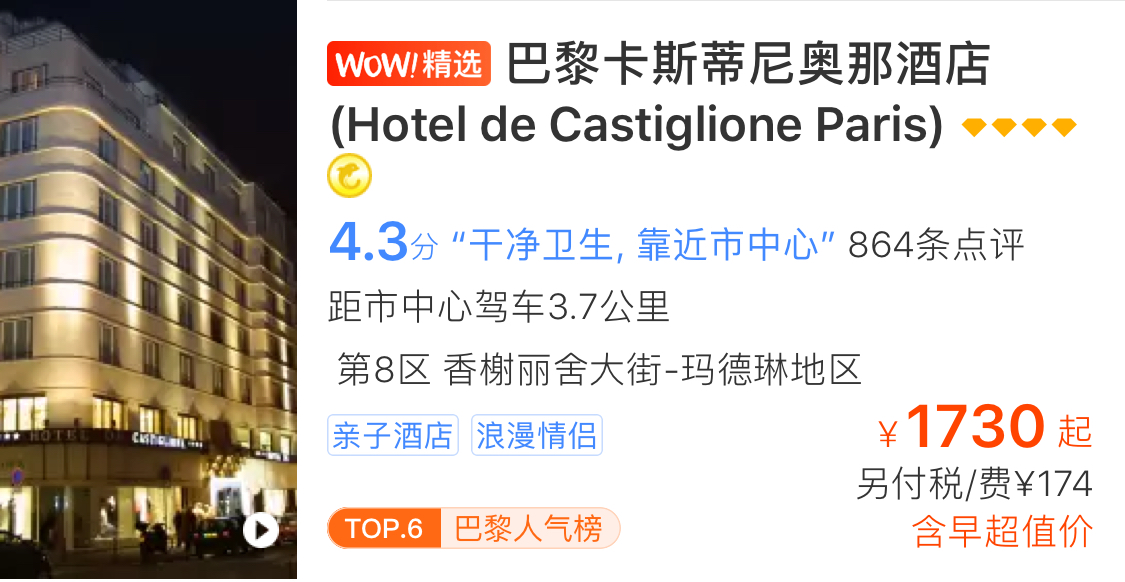 WOW!精选 巴黎卡斯蒂尼奥那酒店
(Hotel de Castiglione Paris)
4.3分 “干净卫生, 靠近市中心” 864条点评
距市中心驾车3.7公里
第8区 香榭丽舍大街-玛德琳地区
亲子酒店 浪漫情侣
¥1730 起
另付税/费¥174
TOP.6 巴黎人气榜
含早超值价
HOTEL DE CASTIGLIONE